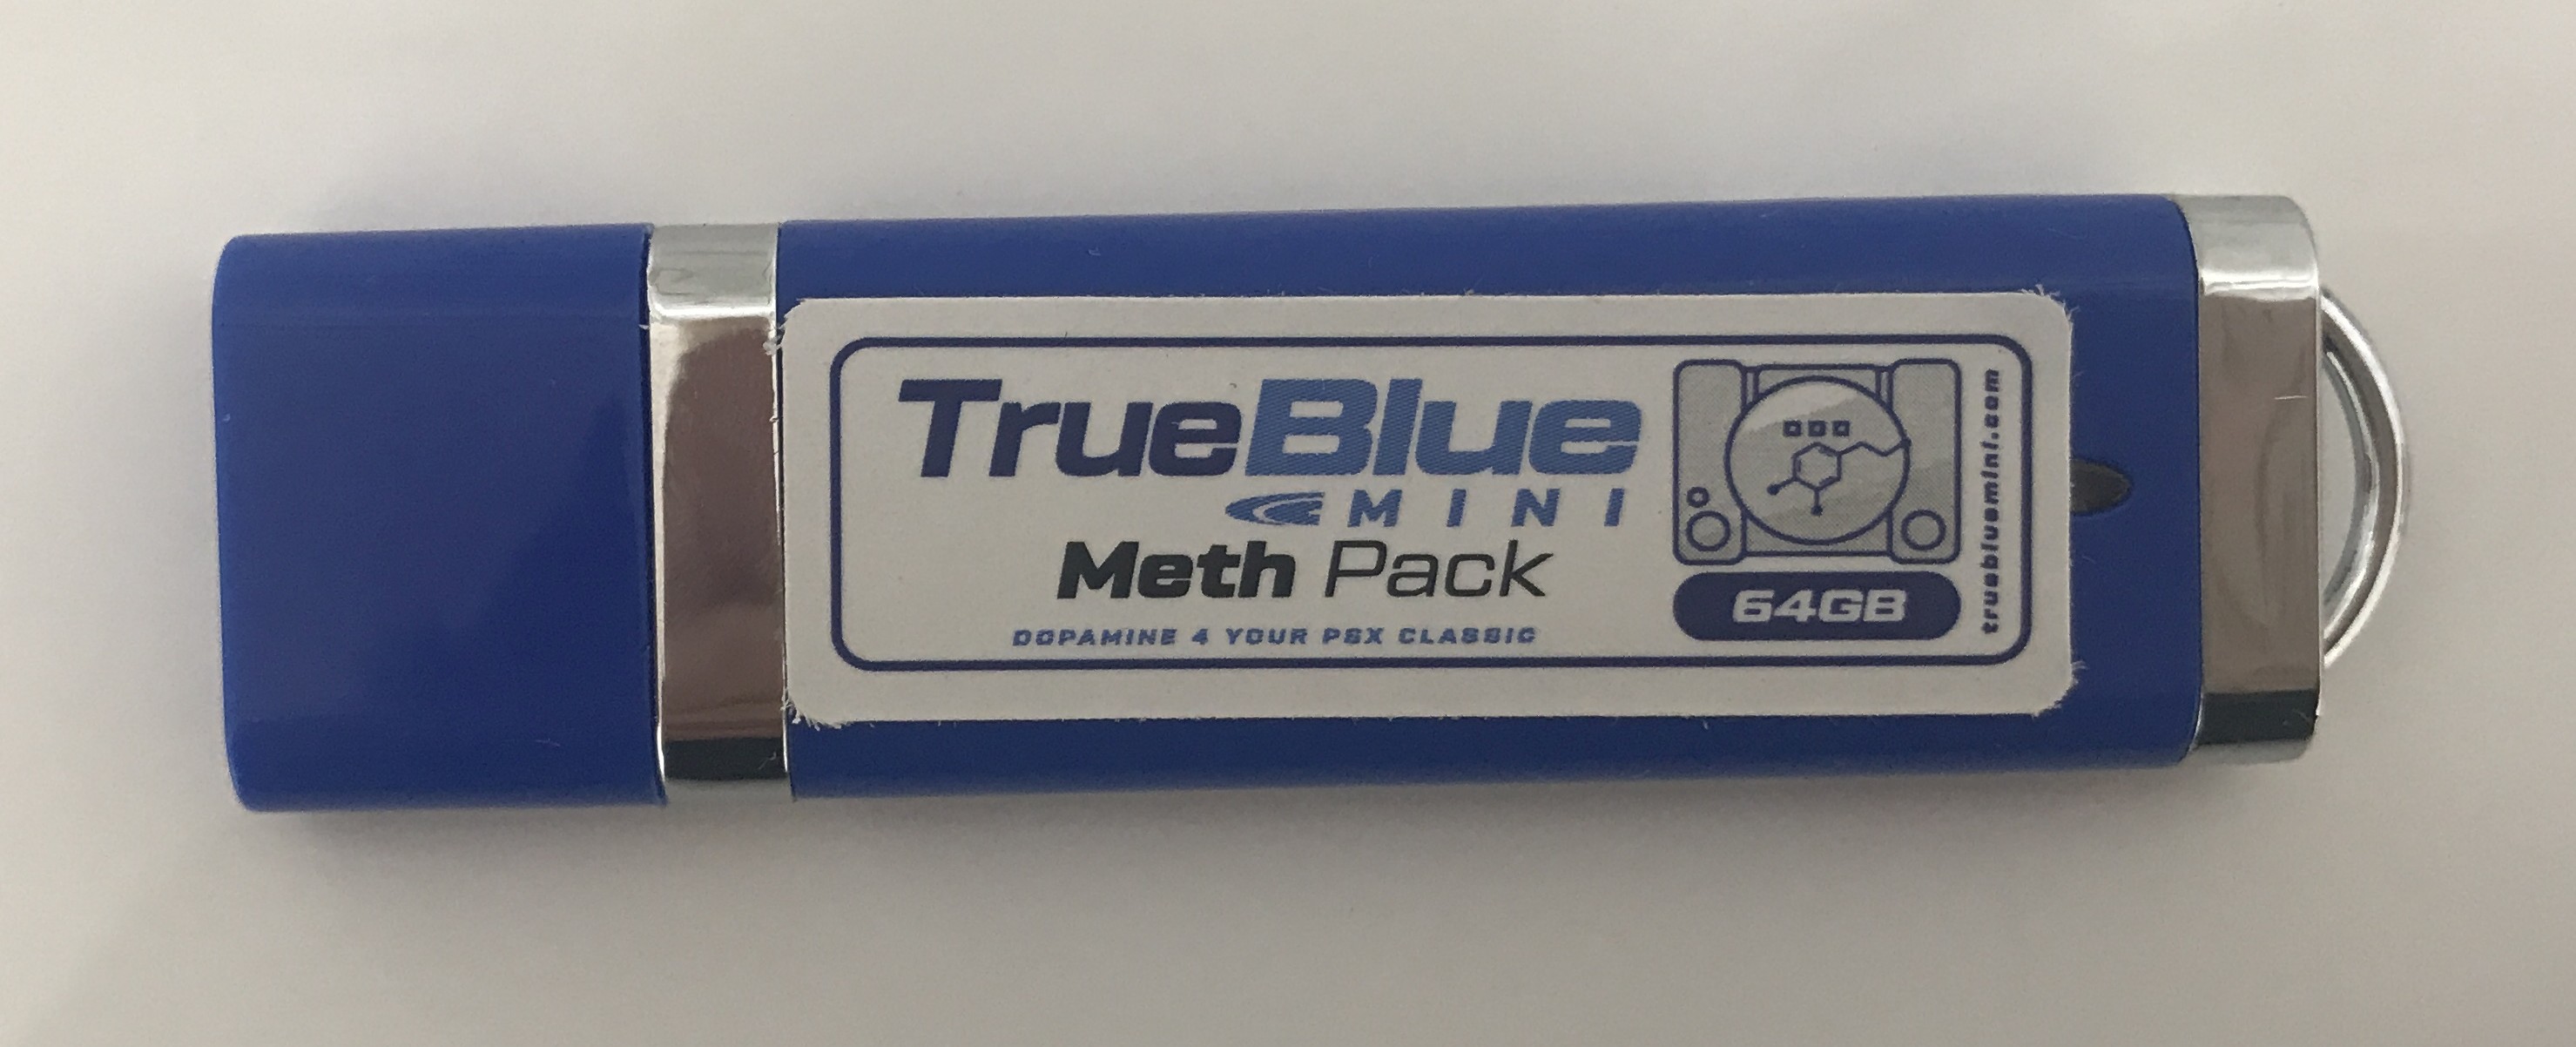 TrueBlue
MINI
Meth Pack
DOPAMINE 4 YOUR PSX CLASSIC
64GB
truebluemini.com